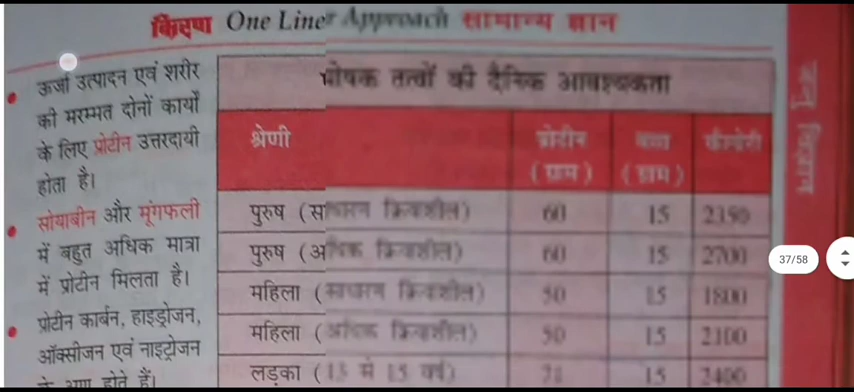 किरण One Liner Approach सामान्य ज्ञान
ऊर्जा उत्पादन एवं शरीर
की मरम्मत दोनों कार्यों
के लिए प्रोटीन उत्तरदायी
होता है।
सोयाबीन और मूंगफली
में बहुत अधिक मात्रा
में प्रोटीन मिलता है।
प्रोटीन कार्बन, हाइड्रोजन,
ऑक्सीजन एवं नाइट्रोजन
के अणु होते हैं।
पोषक तत्वों की दैनिक आवश्यकता
श्रेणी प्रोटीन (ग्राम) वसा (ग्राम) कैलोरी
पुरुष (साधारण क्रियाशील) 60 15 2350
पुरुष (अधिक क्रियाशील) 60 15 2700
महिला (साधारण क्रियाशील) 50 15 1800
महिला (अधिक क्रियाशील) 50 15 2100
लड़का (13 से 15 वर्ष) 71 15 2400
जन्तु विज्ञान
37/58